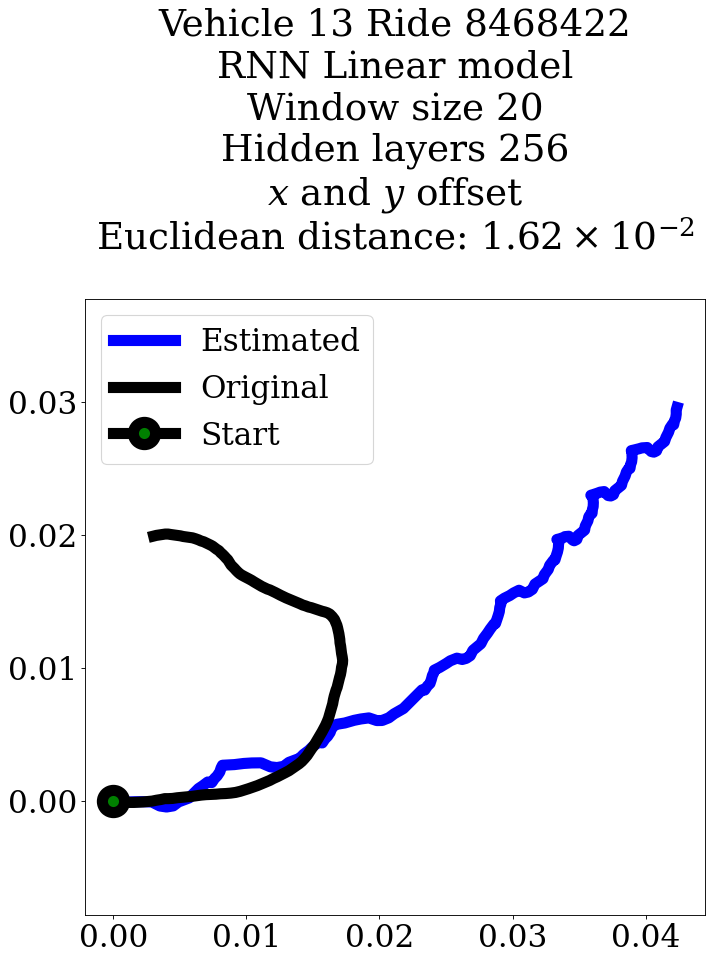 Vehicle 13 Ride 8468422
RNN Linear model
Window size 20
Hidden layers 256
x and y offset
Euclidean distance: 1.62 × 10⁻²
Estimated
Original
Start
0.03
0.02
0.01
0.00
0.00 0.01 0.02 0.03 0.04